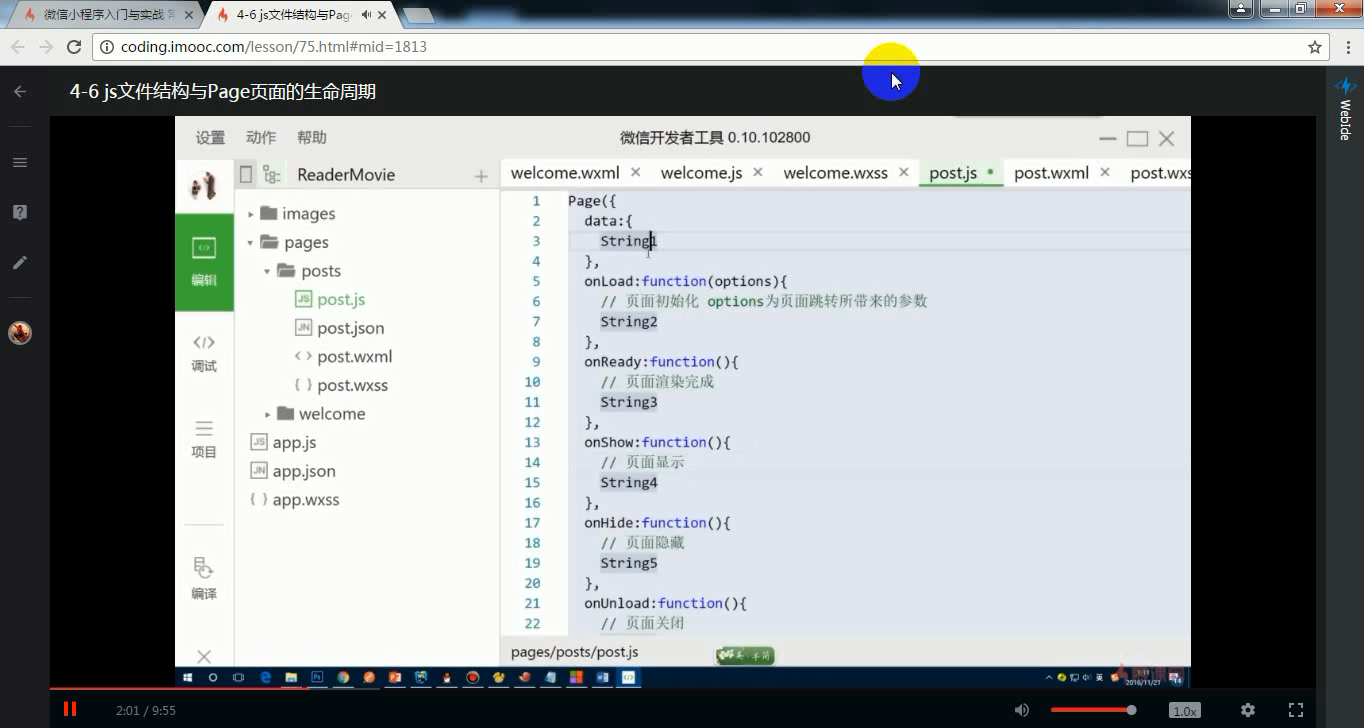 微信小程序入门与实战
4-6 js文件结构与Page
coding.imooc.com/lesson/75.html#mid=1813
4-6 js文件结构与Page页面的生命周期
WebIde
设置 动作 帮助
微信开发者工具 0.10.102800
ReaderMovie
welcome.wxml welcome.js welcome.wxss post.js post.wxml post.wxs
编辑
调试
项目
编译
images
pages
posts
JS post.js
JN post.json
<> post.wxml
{ } post.wxss
welcome
JS app.js
JN app.json
{ } app.wxss
1 Page({
2 data:{
3 String1
4 },
5 onLoad:function(options){
6 // 页面初始化 options为页面跳转所带来的参数
7 String2
8 },
9 onReady:function(){
10 // 页面渲染完成
11 String3
12 },
13 onShow:function(){
14 // 页面显示
15 String4
16 },
17 onHide:function(){
18 // 页面隐藏
19 String5
20 },
21 onUnload:function(){
22 // 页面关闭
pages/posts/post.js
英
2016/11/21
2:01 / 9:55
1.0x